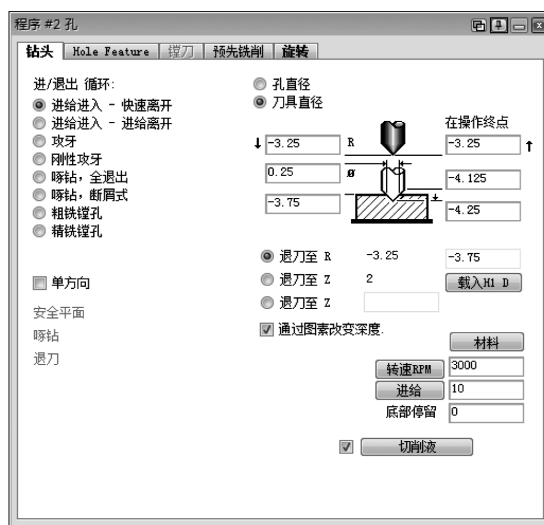 程序 #2 孔
钻头 Hole Feature 镗刀 预先铣削 旋转
进/退出 循环:
进给进入 - 快速离开
进给进入 - 进给离开
攻牙
刚性攻牙
啄钻, 全退出
啄钻, 断屑式
粗铣镗孔
精铣镗孔
单方向
安全平面
啄钻
退刀
孔直径
刀具直径
在操作终点
-3.25 R -3.25
0.25 Ø -4.125
-3.75 -4.25
退刀至 R -3.25 -3.75
退刀至 Z 2 载入H1 D
退刀至 Z
通过图素改变深度.
材料
转速RPM 3000
进给 10
底部停留 0
切削液